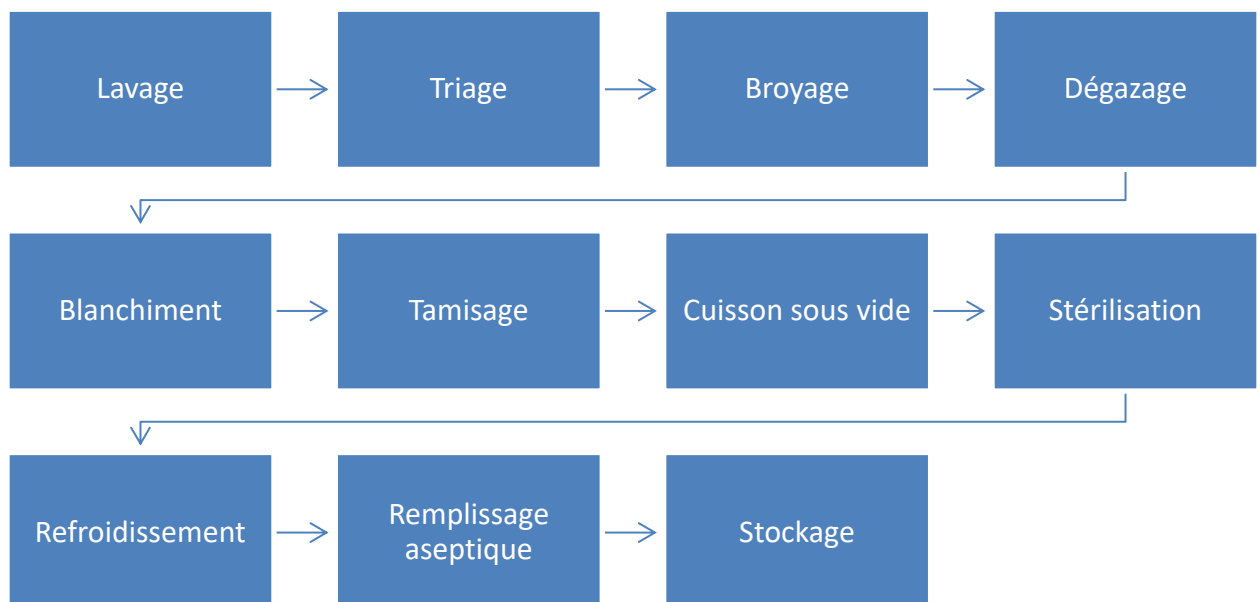 Lavage
Triage
Broyage
Dégazage
Blanchiment
Tamisage
Cuisson sous vide
Stérilisation
Refroidissement
Remplissage
aseptique
Stockage